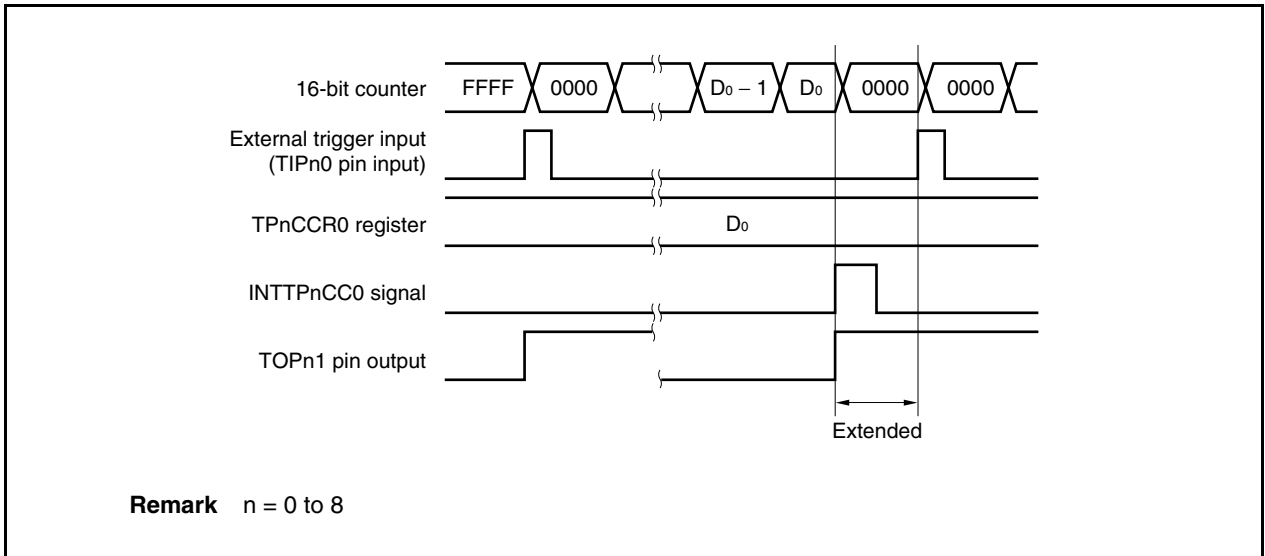 16-bit counter FFFF 0000 D0 – 1 D0 0000 0000
External trigger input
(TIPn0 pin input)
TPnCCR0 register D0
INTTPnCC0 signal
TOPn1 pin output
Extended
Remark n = 0 to 8